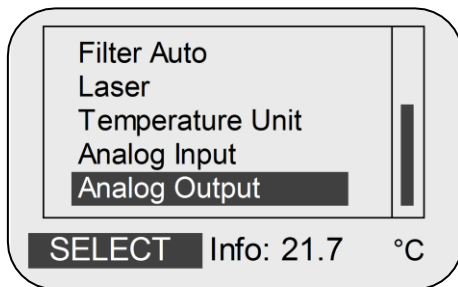 Filter Auto
Laser
Temperature Unit
Analog Input
Analog Output
SELECT Info: 21.7 °C